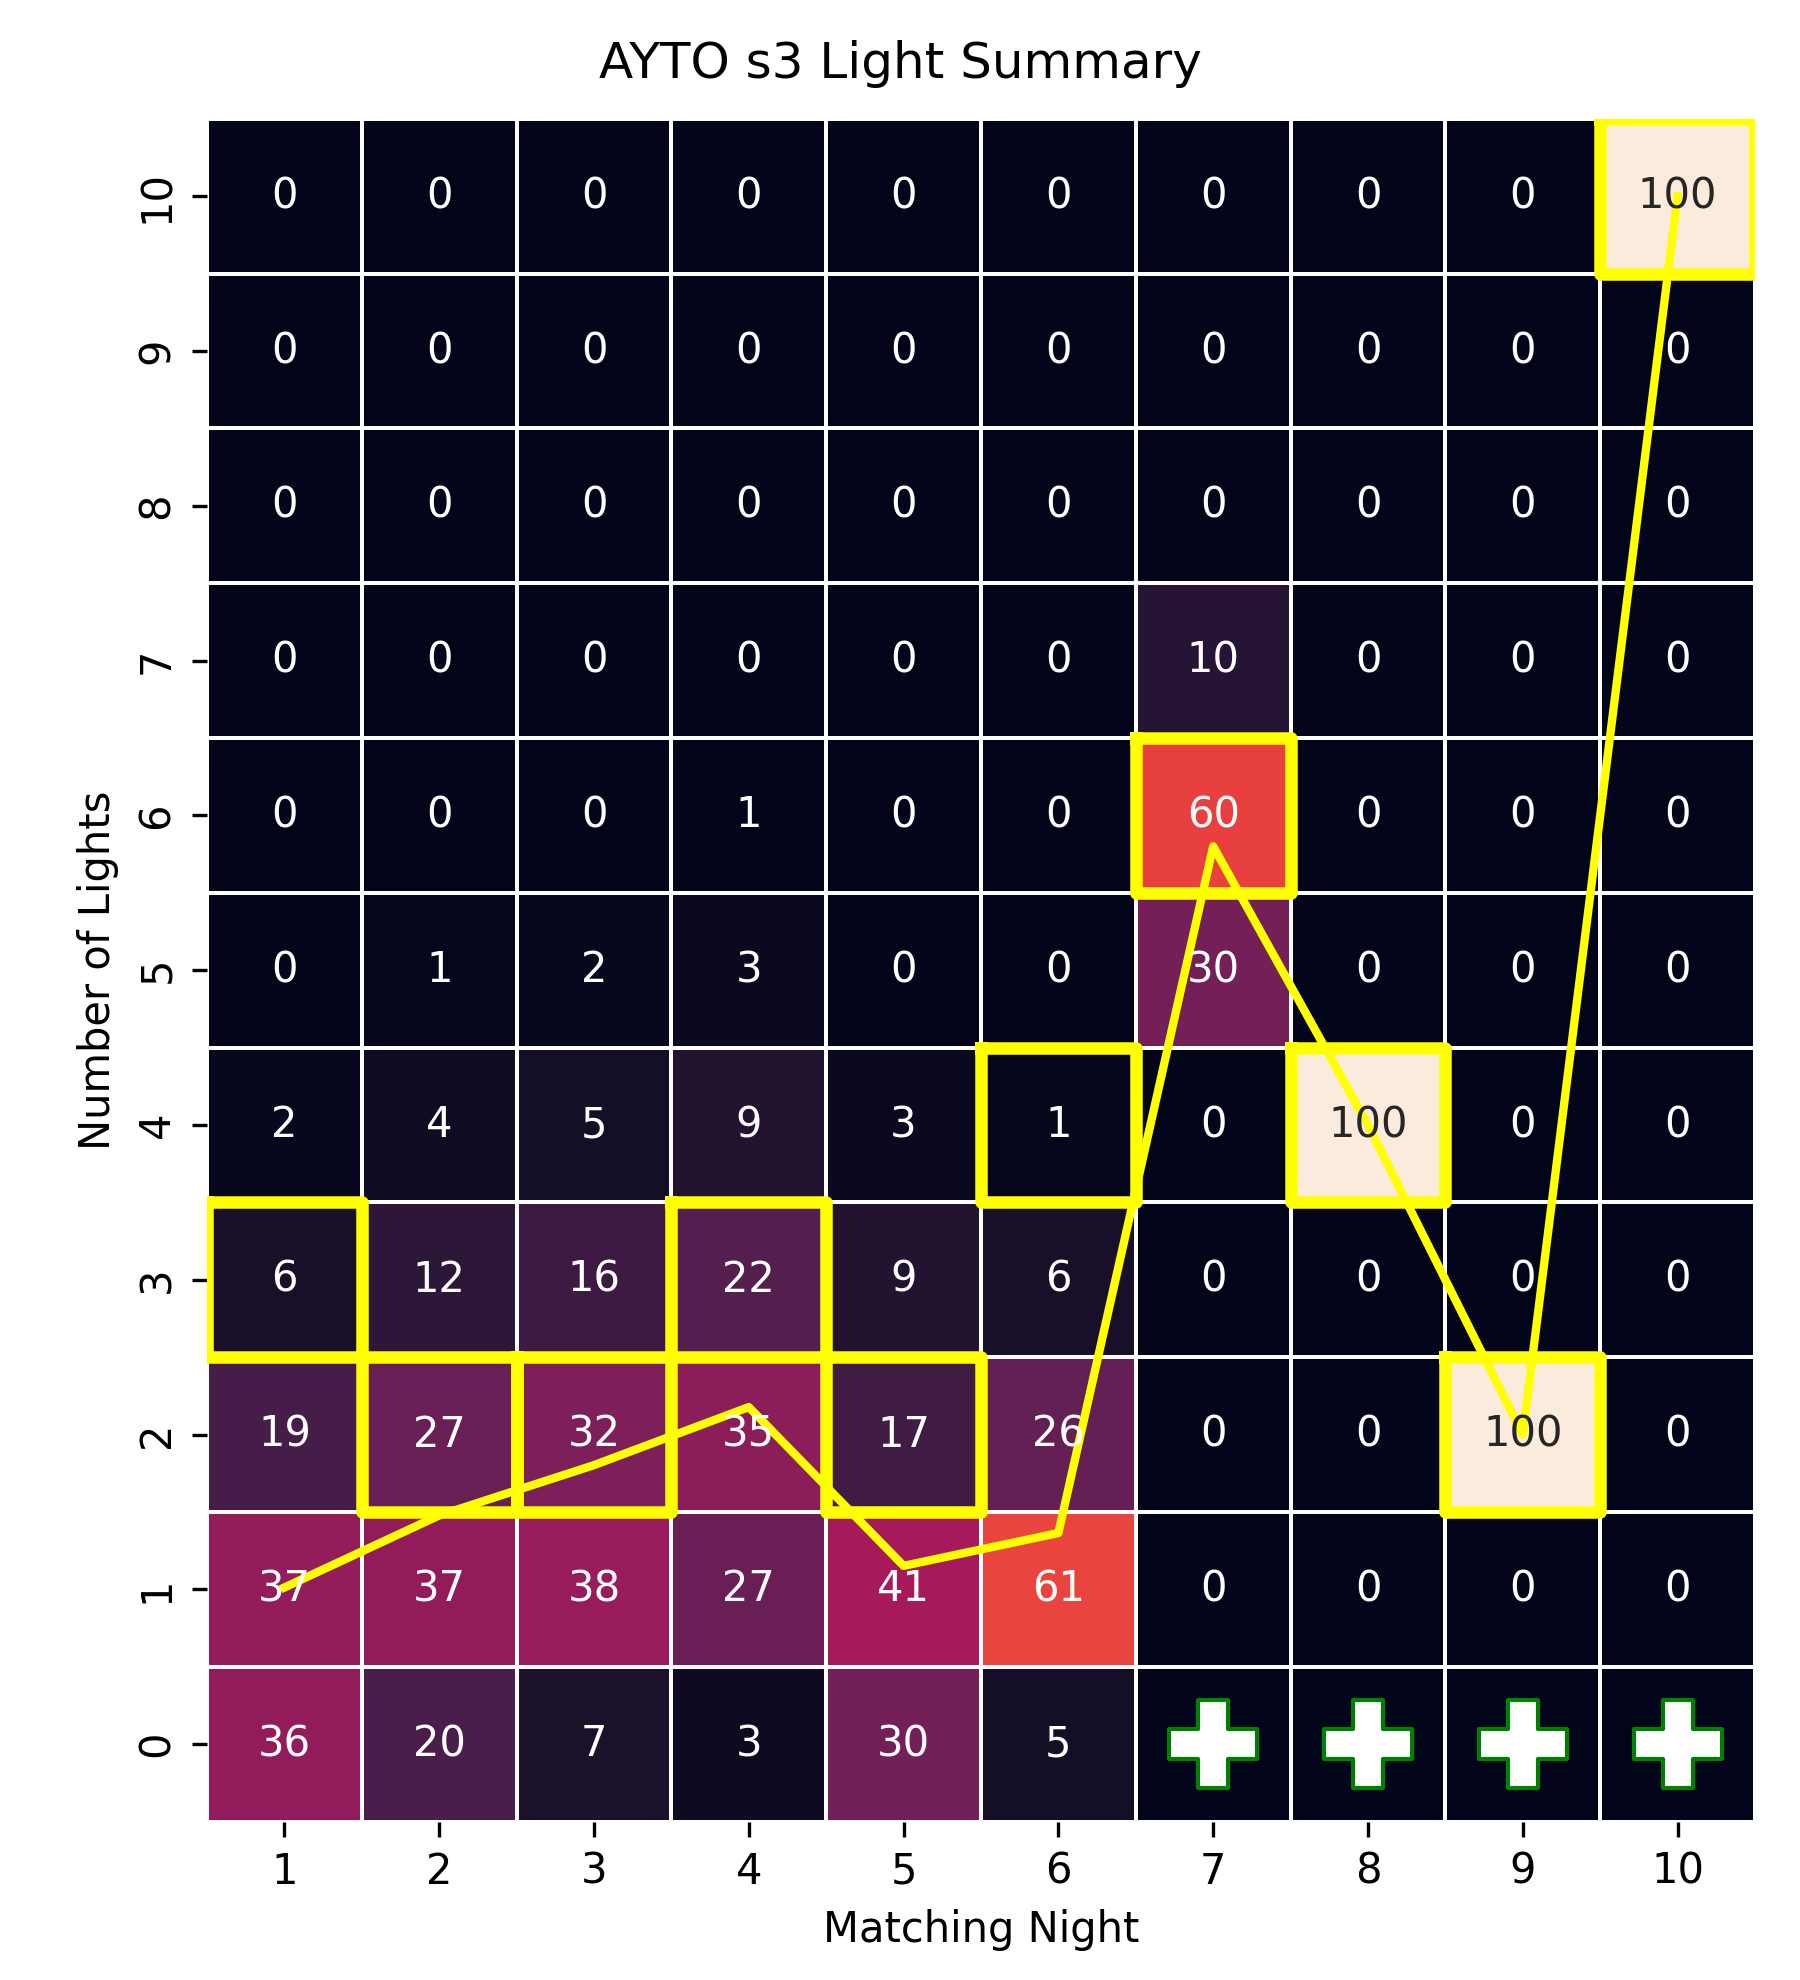 AYTO s3 Light Summary
Number of Lights
10 0 0 0 0 0 0 0 0 0 100
9 0 0 0 0 0 0 0 0 0 0
8 0 0 0 0 0 0 0 0 0 0
7 0 0 0 0 0 0 10 0 0 0
6 0 0 0 1 0 0 60 0 0 0
5 0 1 2 3 0 0 30 0 0 0
4 2 4 5 9 3 1 0 100 0 0
3 6 12 16 22 9 6 0 0 0 0
2 19 27 32 35 17 26 0 0 100 0
1 37 37 38 27 41 61 0 0 0 0
0 36 20 7 3 30 5
1 2 3 4 5 6 7 8 9 10
Matching Night